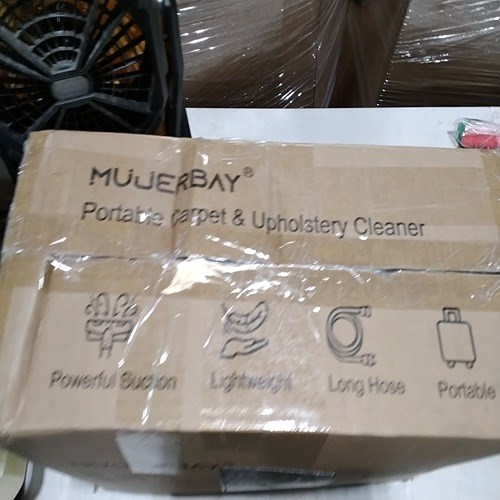 MUJERBAY®
Portable Carpet & Upholstery Cleaner
Powerful Suction Lightweight Long Hose Portable